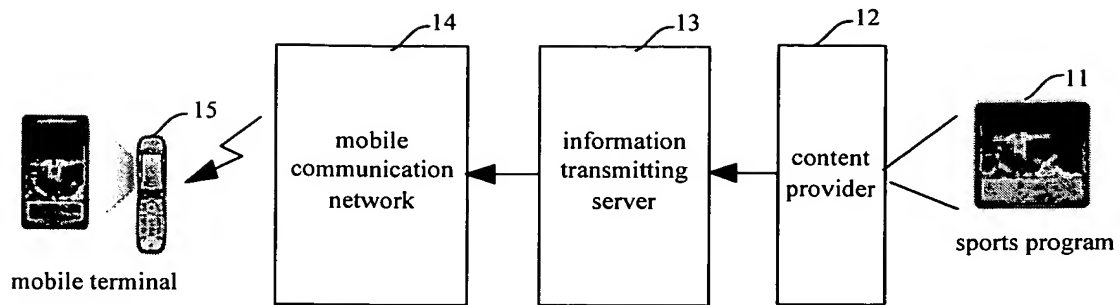 14
13
12
11
15
mobile
communication
network
information
transmitting
server
content
provider
sports program
mobile terminal